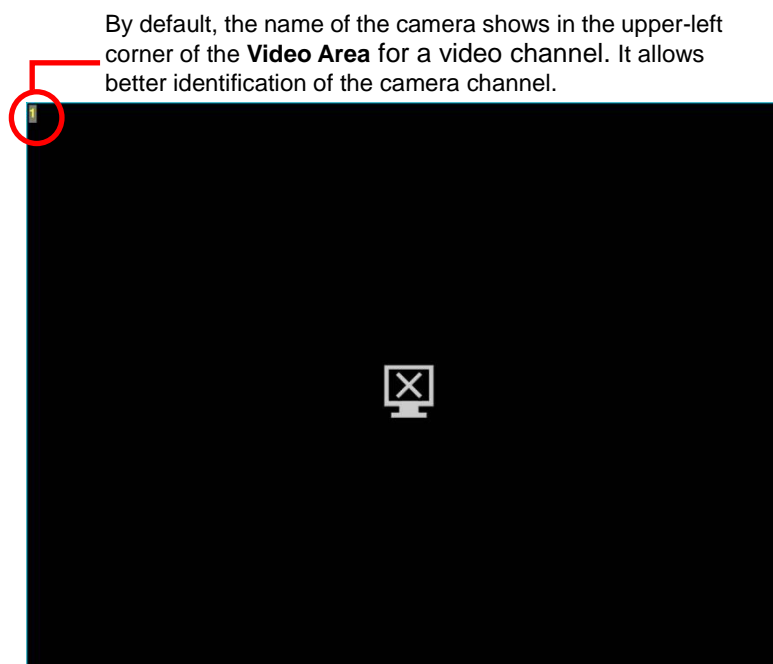 By default, the name of the camera shows in the upper-left
corner of the Video Area for a video channel. It allows
better identification of the camera channel.
1